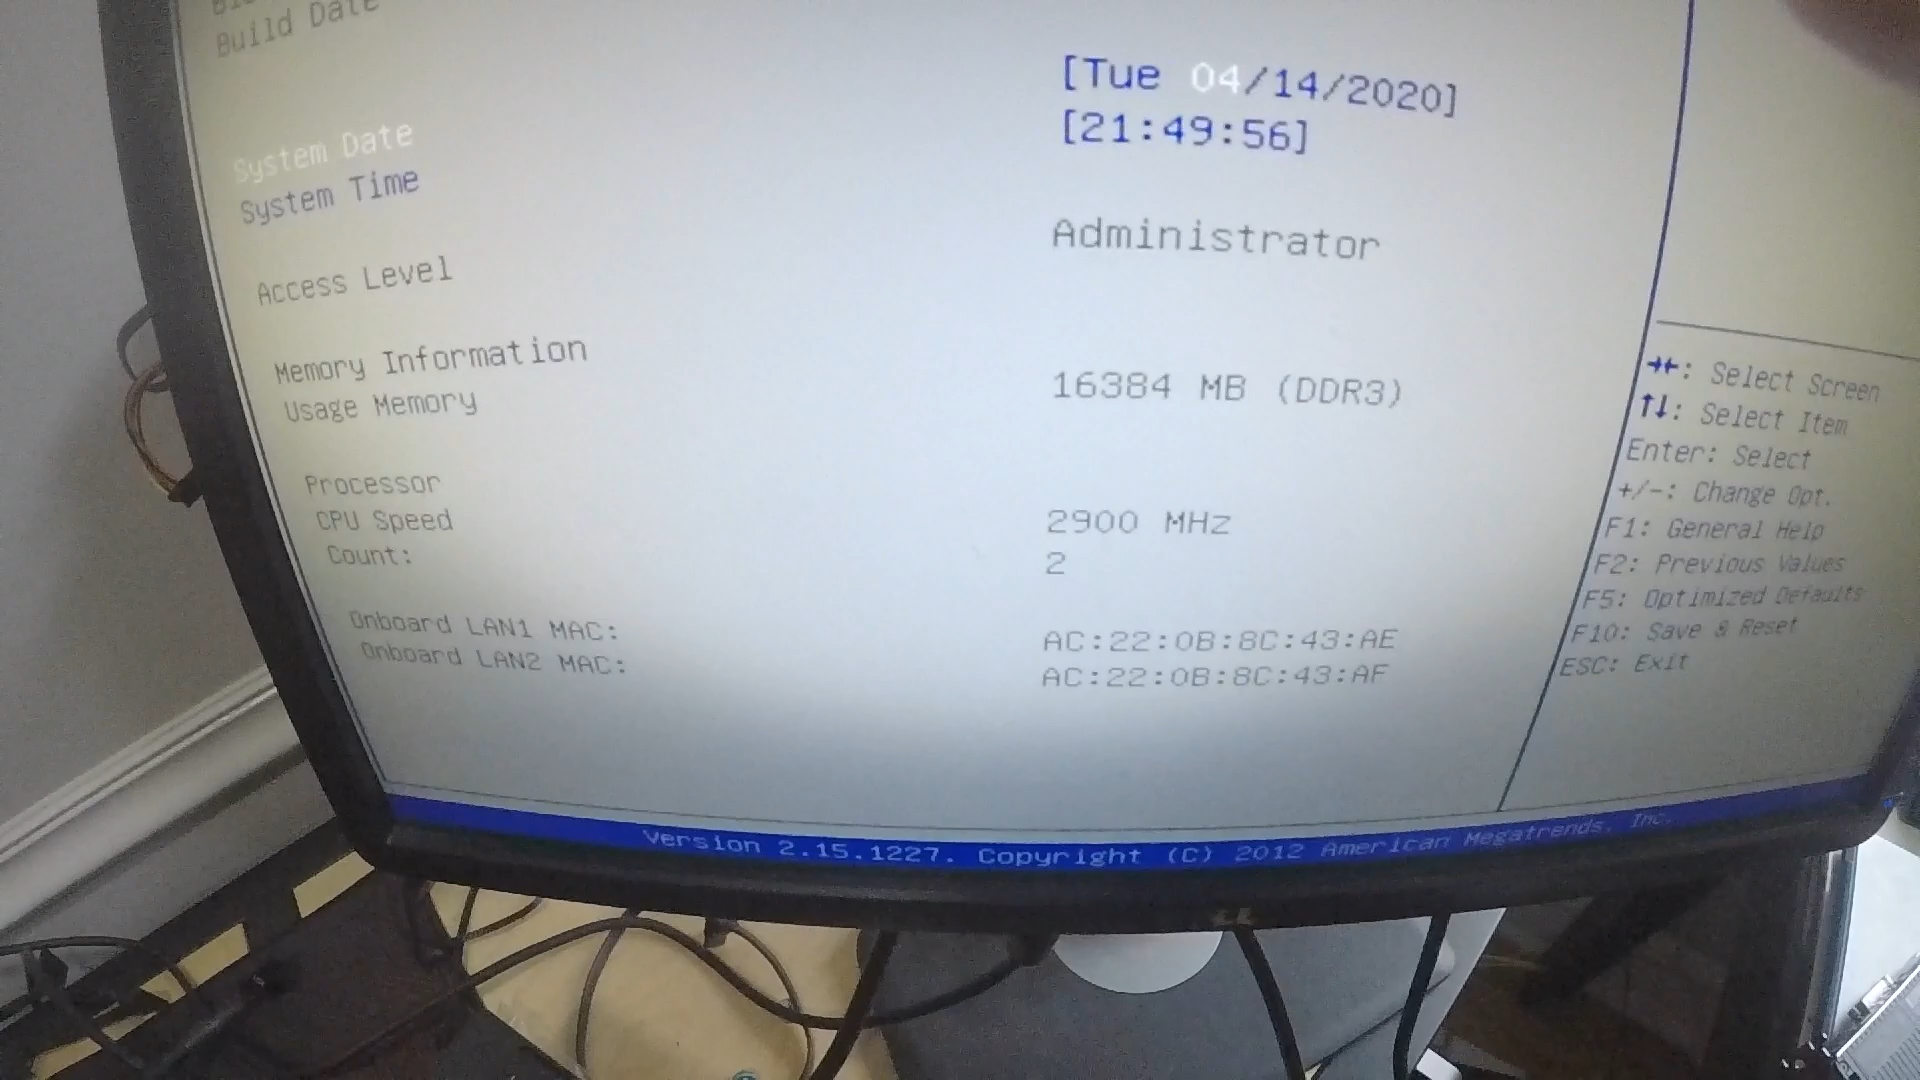 Build Date
System Date [Tue 04/14/2020]
System Time [21:49:56]
Access Level Administrator
Memory Information
Usage Memory 16384 MB (DDR3)
Processor
CPU Speed 2900 MHz
Count: 2
Onboard LAN1 MAC: AC:22:0B:8C:43:AE
Onboard LAN2 MAC: AC:22:0B:8C:43:AF
→←: Select Screen
↑↓: Select Item
Enter: Select
+/-: Change Opt.
F1: General Help
F2: Previous Values
F5: Optimized Defaults
F10: Save & Reset
ESC: Exit
Version 2.15.1227. Copyright (C) 2012 American Megatrends, Inc.